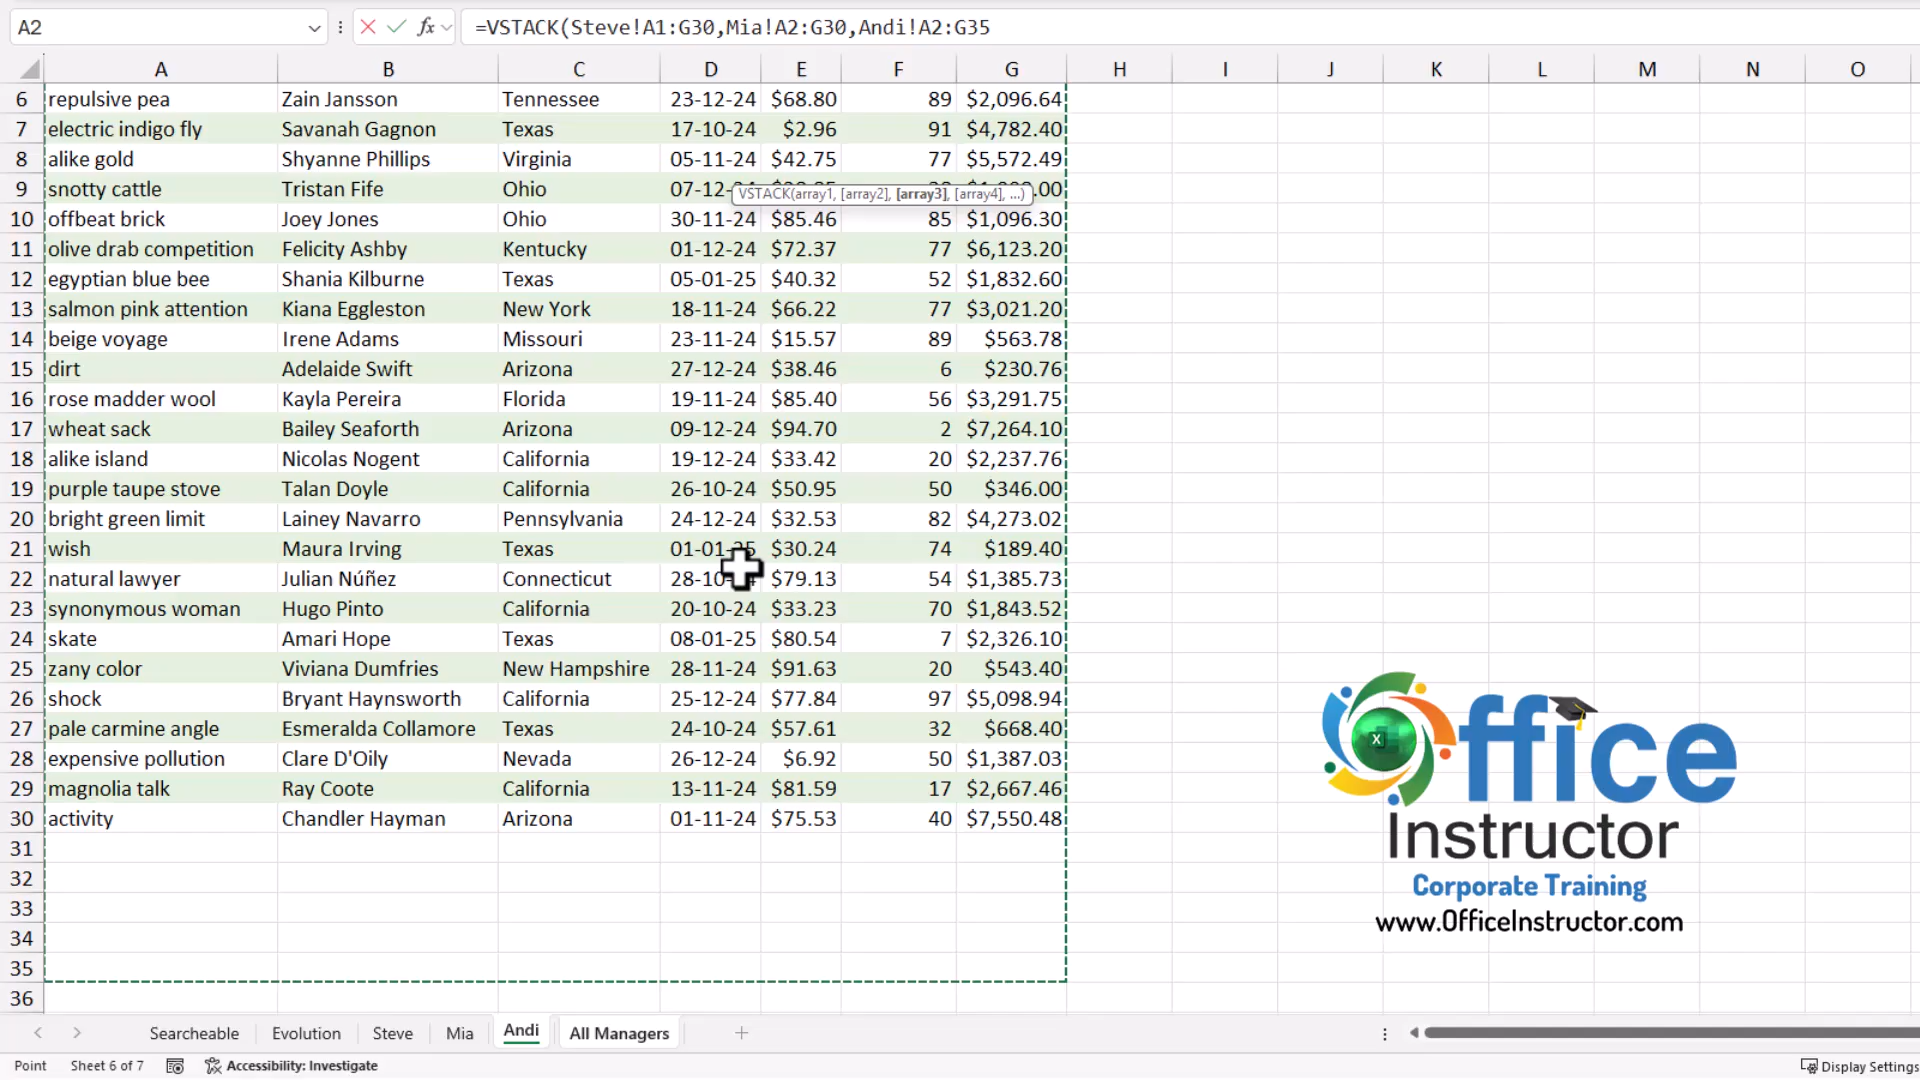 A2 fx =VSTACK(Steve!A1:G30,Mia!A2:G30,Andi!A2:G35
A B C D E F G H I J K L M N O
6 repulsive pea Zain Jansson Tennessee 23-12-24 $68.80 89 $2,096.64
7 electric indigo fly Savanah Gagnon Texas 17-10-24 $2.96 91 $4,782.40
8 alike gold Shyanne Phillips Virginia 05-11-24 $42.75 77 $5,572.49
9 snotty cattle Tristan Fife Ohio 07-12-
VSTACK(array1, [array2], [array3], [array4], ...)
10 offbeat brick Joey Jones Ohio 30-11-24 $85.46 85 $1,096.30
11 olive drab competition Felicity Ashby Kentucky 01-12-24 $72.37 77 $6,123.20
12 egyptian blue bee Shania Kilburne Texas 05-01-25 $40.32 52 $1,832.60
13 salmon pink attention Kiana Eggleston New York 18-11-24 $66.22 77 $3,021.20
14 beige voyage Irene Adams Missouri 23-11-24 $15.57 89 $563.78
15 dirt Adelaide Swift Arizona 27-12-24 $38.46 6 $230.76
16 rose madder wool Kayla Pereira Florida 19-11-24 $85.40 56 $3,291.75
17 wheat sack Bailey Seaforth Arizona 09-12-24 $94.70 2 $7,264.10
18 alike island Nicolas Nogent California 19-12-24 $33.42 20 $2,237.76
19 purple taupe stove Talan Doyle California 26-10-24 $50.95 50 $346.00
20 bright green limit Lainey Navarro Pennsylvania 24-12-24 $32.53 82 $4,273.02
21 wish Maura Irving Texas 01-01-25 $30.24 74 $189.40
22 natural lawyer Julian Núñez Connecticut 28-10-24 $79.13 54 $1,385.73
23 synonymous woman Hugo Pinto California 20-10-24 $33.23 70 $1,843.52
24 skate Amari Hope Texas 08-01-25 $80.54 7 $2,326.10
25 zany color Viviana Dumfries New Hampshire 28-11-24 $91.63 20 $543.40
26 shock Bryant Haynsworth California 25-12-24 $77.84 97 $5,098.94
27 pale carmine angle Esmeralda Collamore Texas 24-10-24 $57.61 32 $668.40
28 expensive pollution Clare D'Oily Nevada 26-12-24 $6.92 50 $1,387.03
29 magnolia talk Ray Coote California 13-11-24 $81.59 17 $2,667.46
30 activity Chandler Hayman Arizona 01-11-24 $75.53 40 $7,550.48
31
32
33
34
35
36
Office
Instructor
Corporate Training
www.OfficeInstructor.com
Searcheable Evolution Steve Mia Andi All Managers
Point Sheet 6 of 7 Accessibility: Investigate Display Settings